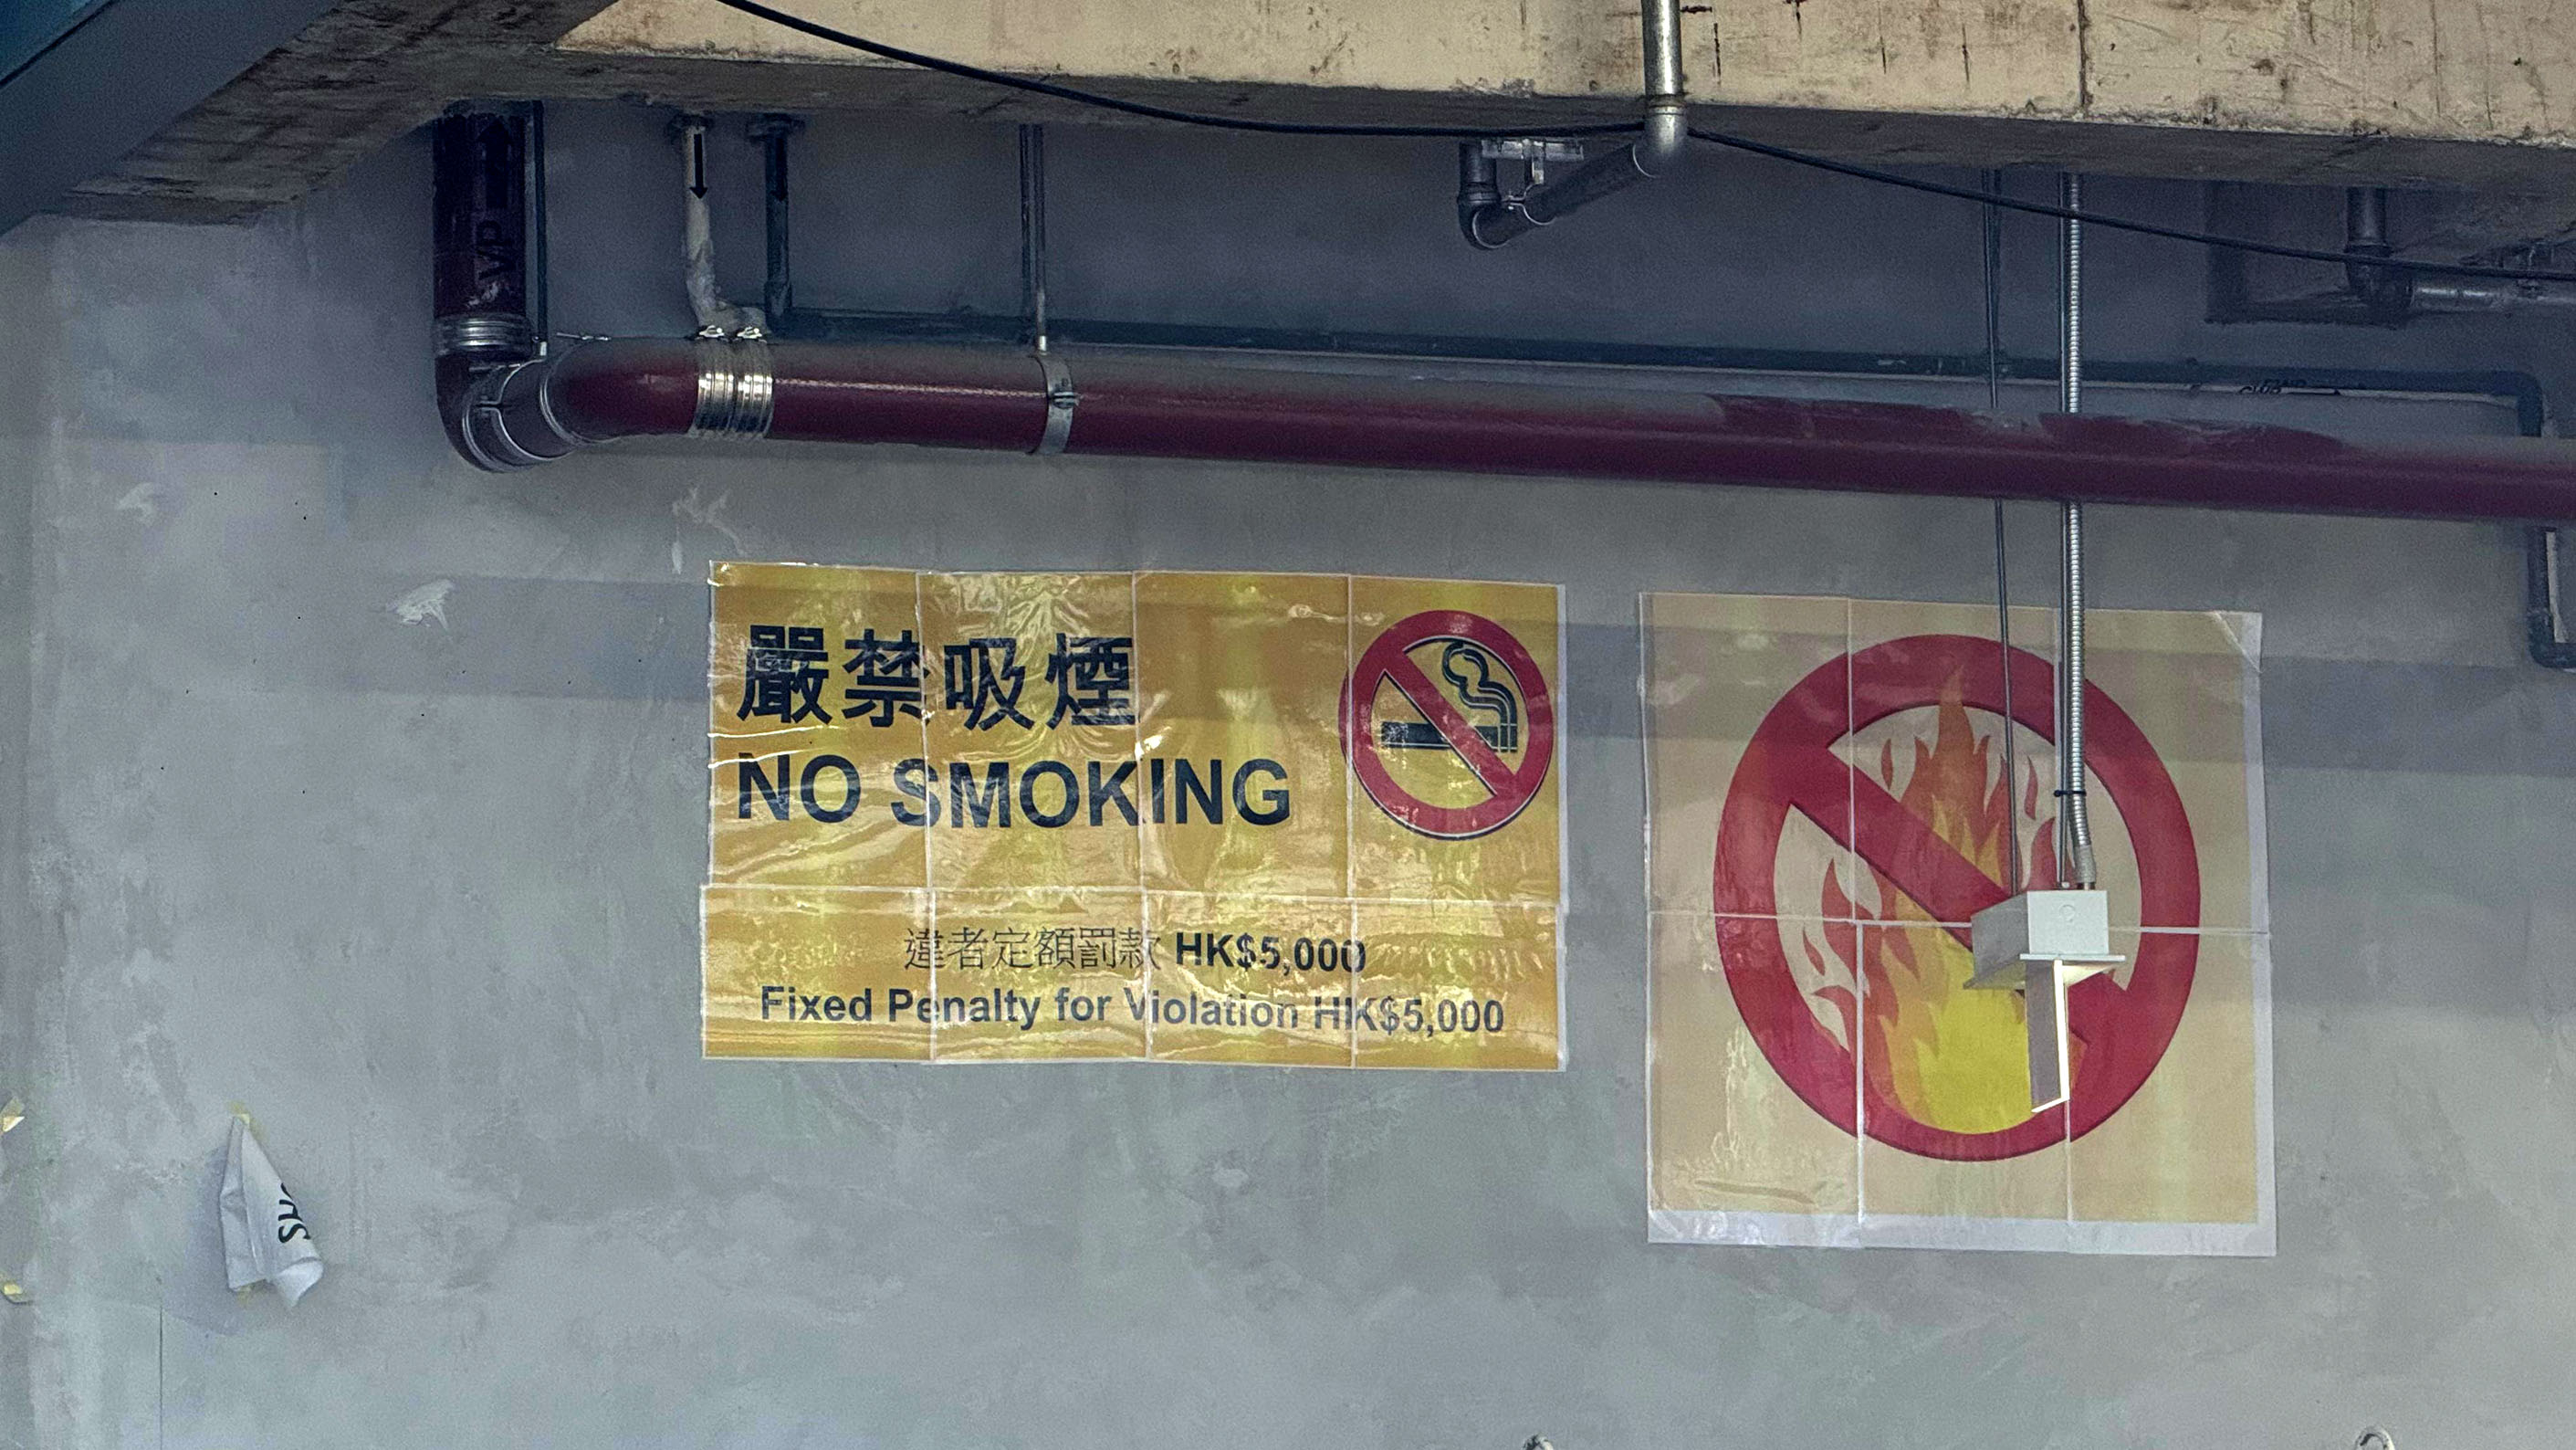 VP
嚴禁吸煙
NO SMOKING
違者定額罰款 HK$5,000
Fixed Penalty for Violation HK$5,000